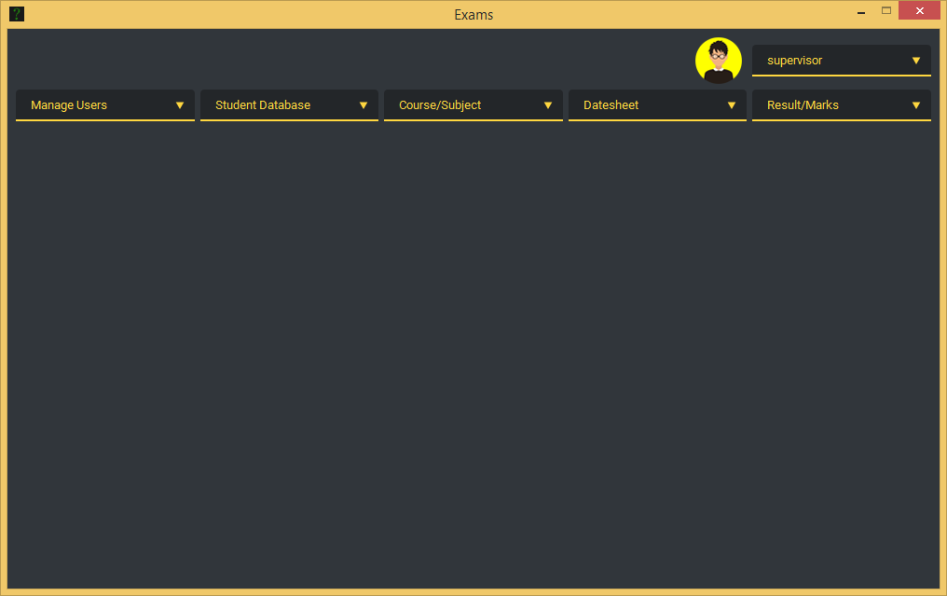 Exams
supervisor
Manage Users
Student Database
Course/Subject
Datesheet
Result/Marks